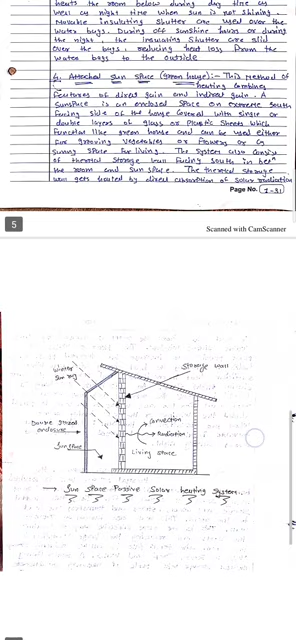 heats the room below during day time as
well as night time when sun is not shining.
Movable insulating shutter are used over the
water bags. During off sunshine hours or during
the night, the insulating shutter are slid
over the bags. reducing heat loss from the
water bags to the outside
6. Attached sun space (Green house):- This method of
heating combines
features of direct gain and indirect gain. A
sunspace is an enclosed space on extreme south
facing side of the house covered with single or
double layers of glass or plastic sheets which
function like green house and can be used either
for growing vegetables or flowers or as
sunny space for living. The system also consist
of thermal storage wall facing south in betn
the room and sun space. The thermal storage
wall gets heated by direct absorption of solar radiation
Page No. 1-31
5
Scanned with CamScanner
Winter
sun ray
Storage wall
Double glazed
enclosure
Convection
Radiation
Sun space
Living space
→ Sun space Passive Solar heating System